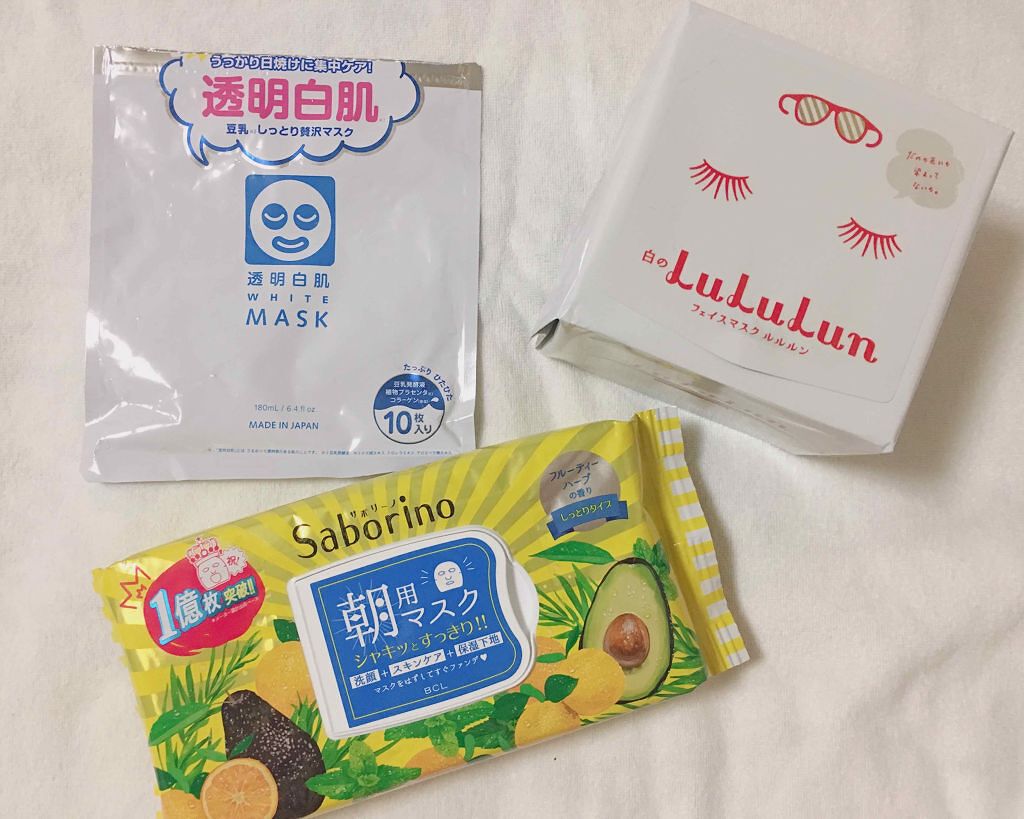 うっかり日焼けに集中ケア!
透明白肌
豆乳 しっとり贅沢マスク
透明白肌
WHITE
MASK
たっぷり ひたひた
豆乳発酵液
植物プラセンタ
コラーゲン
10枚入り
180mL / 6.4.fl oz
MADE IN JAPAN
白の LuLuLun
フェイスマスク ルルルン
サボリーノ
Saborino
フルーティー
ハーブ
の香り
しっとりタイプ
祝!
1億枚突破!!
朝用マスク
シャキッとすっきり!!
洗顔+スキンケア+保湿下地
マスクをはずしてすぐファンデ♥
BCL